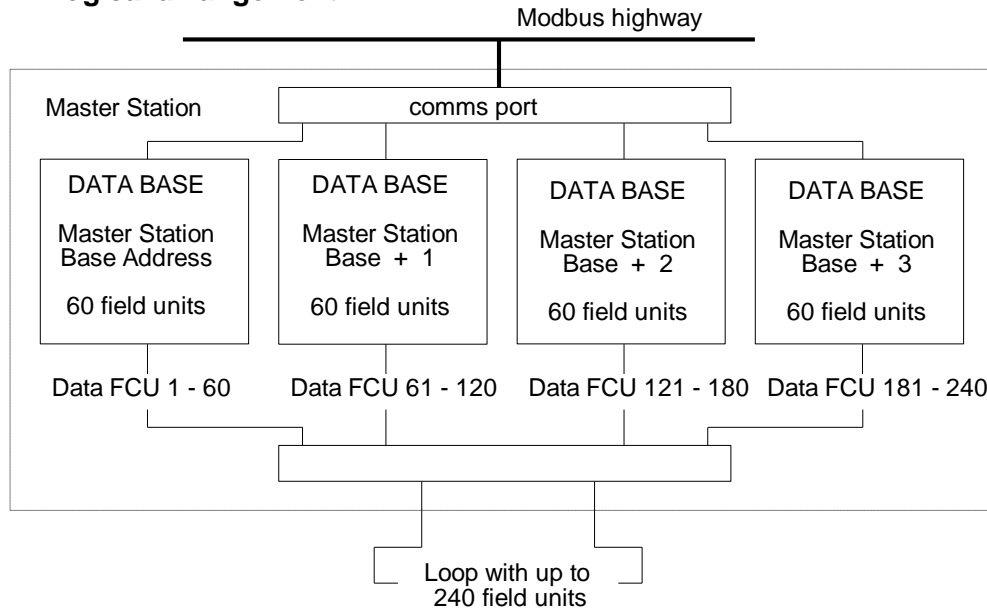 Modbus highway
Master Station
comms port
DATA BASE
Master Station
Base Address
60 field units
DATA BASE
Master Station
Base + 1
60 field units
DATA BASE
Master Station
Base + 2
60 field units
DATA BASE
Master Station
Base + 3
60 field units
Data FCU 1 - 60
Data FCU 61 - 120
Data FCU 121 - 180
Data FCU 181 - 240
Loop with up to
240 field units